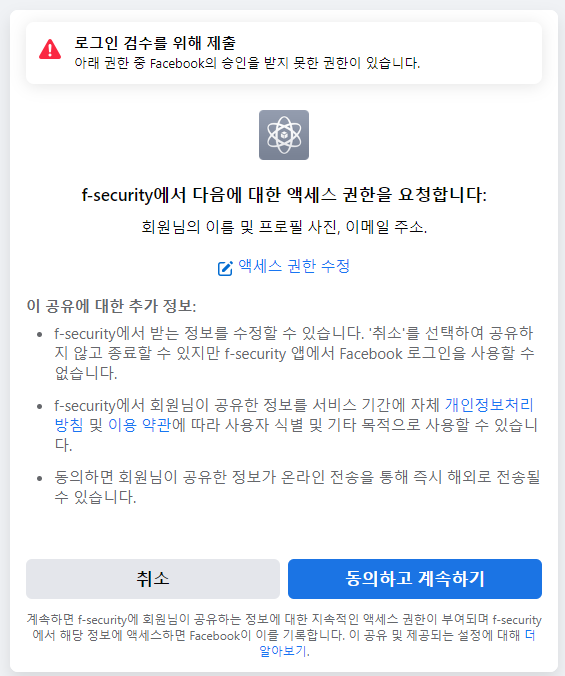 로그인 검수를 위해 제출
아래 권한 중 Facebook의 승인을 받지 못한 권한이 있습니다.
f-security에서 다음에 대한 액세스 권한을 요청합니다:
회원님의 이름 및 프로필 사진, 이메일 주소.
액세스 권한 수정
이 공유에 대한 추가 정보:
• f-security에서 받는 정보를 수정할 수 있습니다. '취소'를 선택하여 공유하
지 않고 종료할 수 있지만 f-security 앱에서 Facebook 로그인을 사용할 수
없습니다.
• f-security에서 회원님이 공유한 정보를 서비스 기간에 자체 개인정보처리
방침 및 이용 약관에 따라 사용자 식별 및 기타 목적으로 사용할 수 있습니
다.
• 동의하면 회원님이 공유한 정보가 온라인 전송을 통해 즉시 해외로 전송될
수 있습니다.
취소
동의하고 계속하기
계속하면 f-security에 회원님이 공유하는 정보에 대한 지속적인 액세스 권한이 부여되며 f-security
에서 해당 정보에 액세스하면 Facebook이 이를 기록합니다. 이 공유 및 제공되는 설정에 대해 더
알아보기.